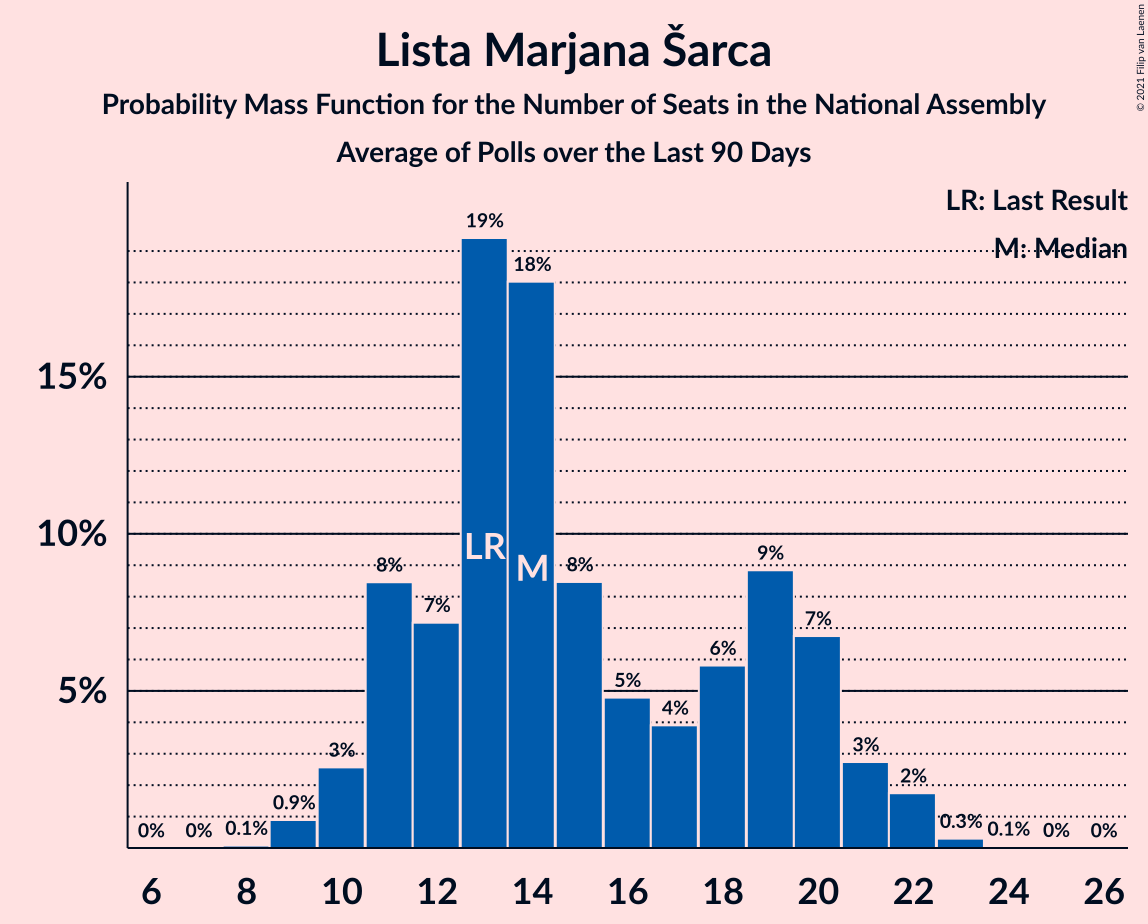 Lista Marjana Šarca
Probability Mass Function for the Number of Seats in the National Assembly
Average of Polls over the Last 90 Days
© 2021 Filip van Laenen
LR: Last Result
M: Median
15%
10%
5%
0%
0%
0.1%
0.9%
3%
8%
7%
19%
18%
8%
5%
4%
6%
9%
7%
3%
2%
0.3%
0.1%
0%
0%
LR
M
6 8 10 12 14 16 18 20 22 24 26